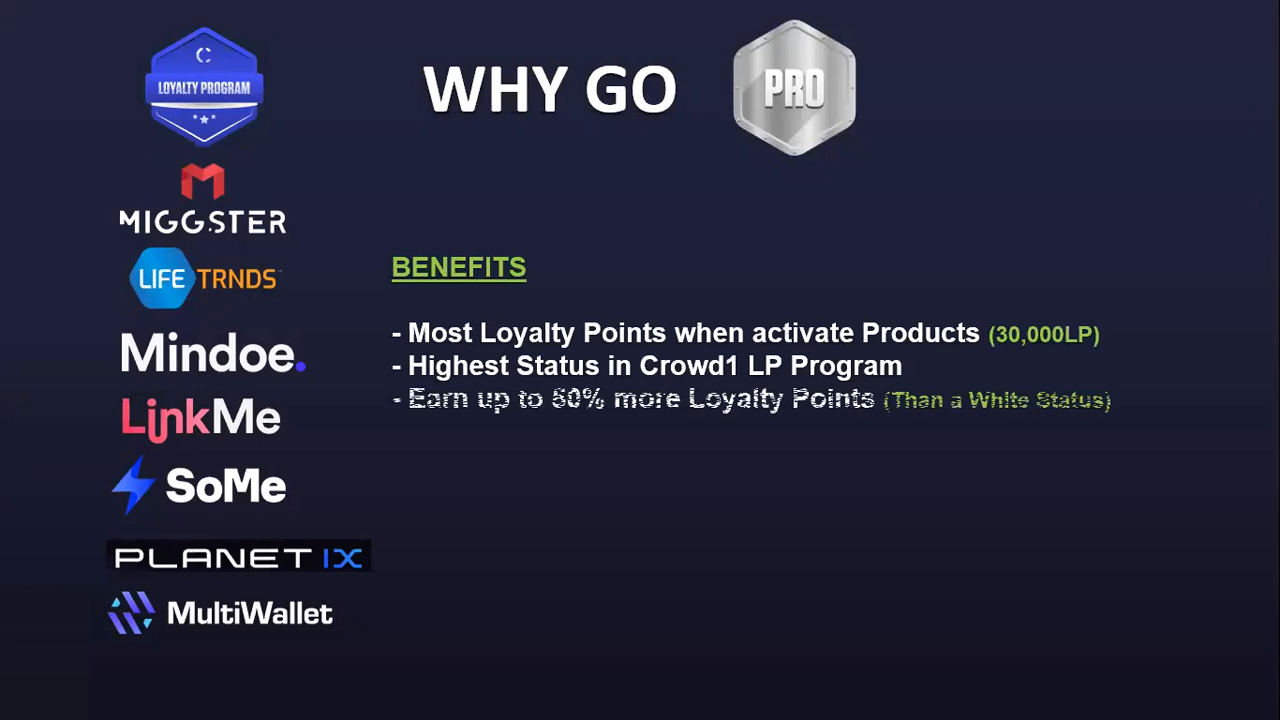 LOYALTY PROGRAM
WHY GO PRO
MIGGSTER
LIFE TRNDS
BENEFITS
- Most Loyalty Points when activate Products (30,000LP)
Mindoe.
- Highest Status in Crowd1 LP Program
- Earn up to 50% more Loyalty Points (Than a White Status)
LinkMe
SoMe
PLANET IX
MultiWallet